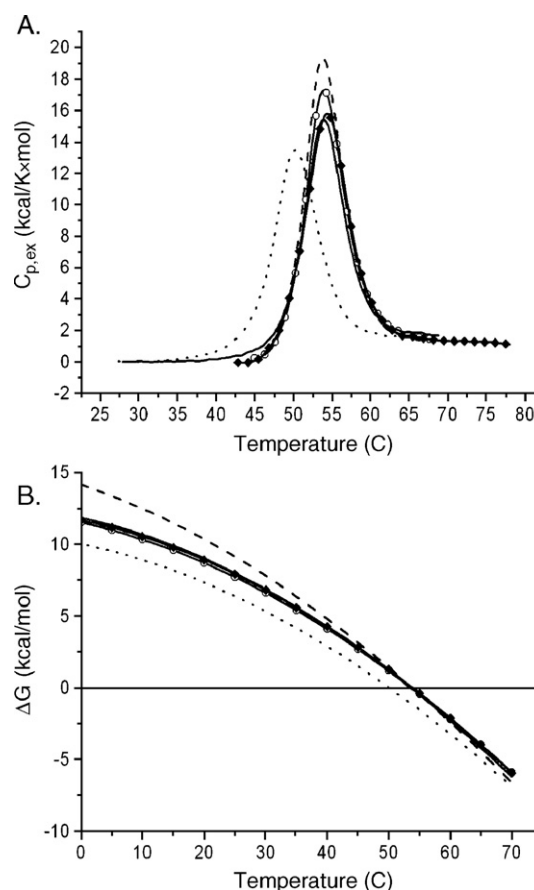 A.
20
18
16
14
12
10
8
6
4
2
0
-2
C_p,ex (kcal/K×mol)
25 30 35 40 45 50 55 60 65 70 75 80
Temperature (C)
B.
15
10
5
0
-5
-10
ΔG (kcal/mol)
0 10 20 30 40 50 60 70
Temperature (C)